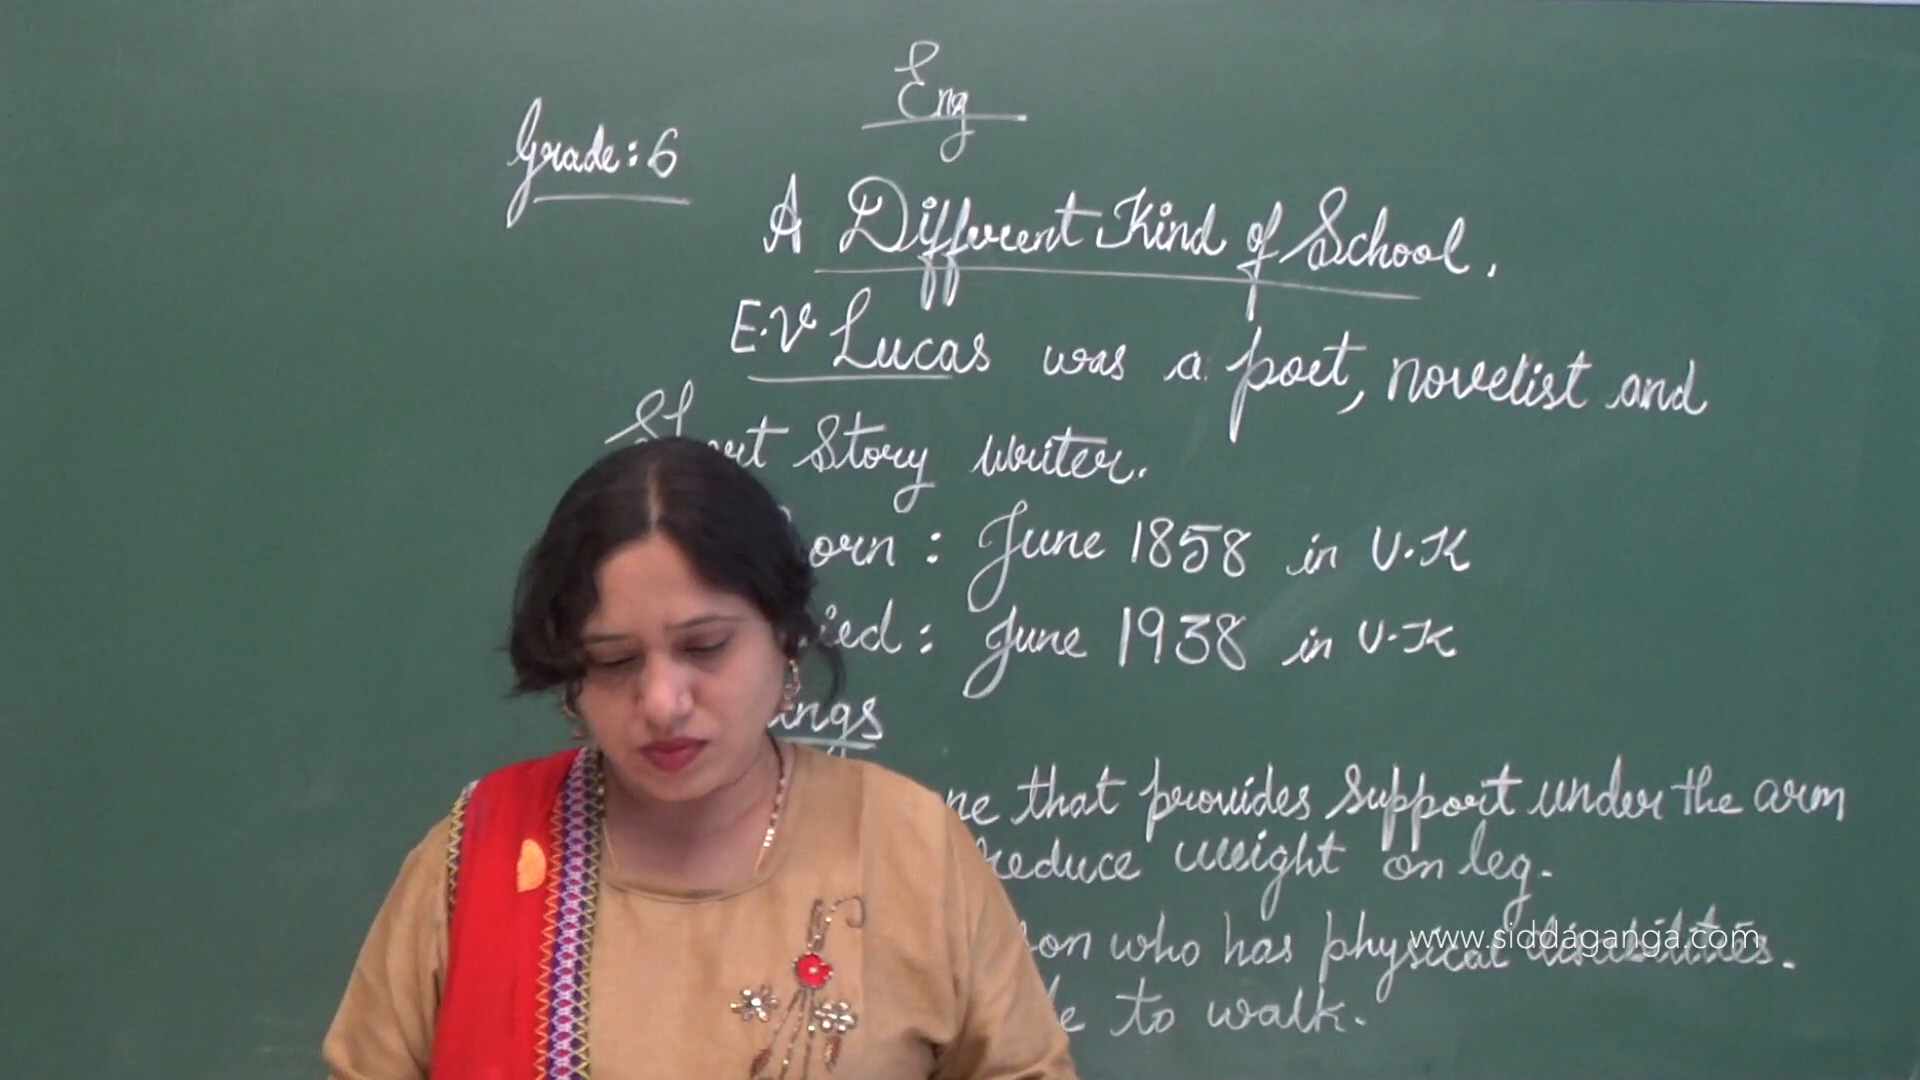 Eng
Grade: 6
A Different Kind of School.
E.V Lucas was a poet, novelist and
Story writer.
: June 1858 in U.K
: June 1938 in U.K
that provides support under the arm
reduce weight on leg.
who has physical disabilities.
www.siddaganga.com
to walk.